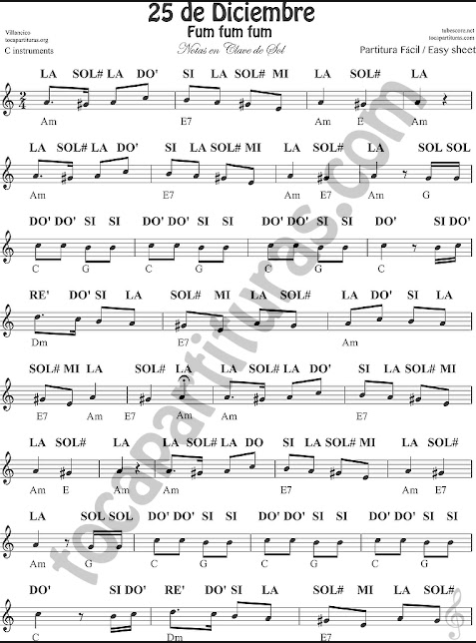 25 de Diciembre
Fum fum fum
Villancico
tocapartituras.org
C instruments
Notas en Clave de Sol
tubescore.net
tocapartituras.com
Partitura Fácil / Easy sheet
LA SOL# LA DO' SI LA SOL# MI LA SOL# LA
2
4
Am E7 Am E Am
LA SOL# LA DO' SI LA SOL# MI LA SOL# LA SOL SOL
Am E7 Am E7 Am G
DO' DO' SI SI DO' DO' SI SI DO' DO' SI SI DO' SI DO'
C G C G C G C
RE' DO' SI LA SOL# MI LA SOL# LA DO' SI LA
Dm E7 Am
SOL# MI LA SOL# LA LA SOL# LA DO' SI LA SOL# MI
E7 Am E7 Am Am E7
LA SOL# LA LA SOL# LA DO SI LA SOL# MI LA SOL#
Am E Am Am E7 Am E7
LA SOL SOL DO' DO' SI SI DO' DO' SI SI DO' DO' SI SI
Am G C G C G C G
DO' SI DO' RE' DO' SI LA SOL# MI LA SOL# LA
C Dm E7 Am
tocapartituras.com